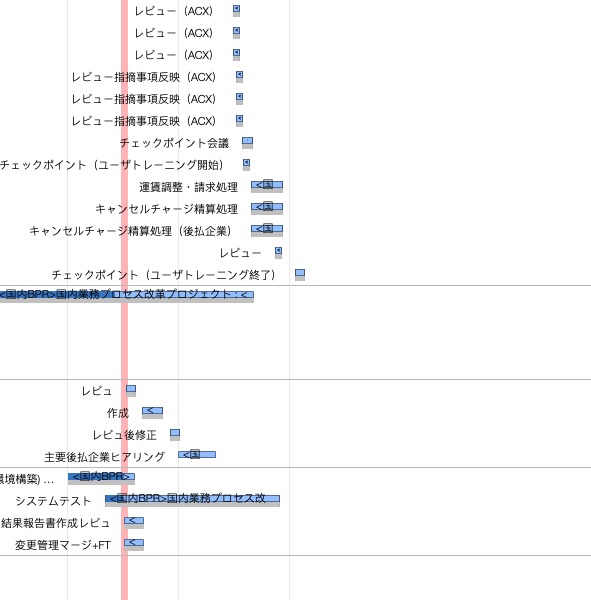 レビュー（ACX）
レビュー（ACX）
レビュー（ACX）
レビュー指摘事項反映（ACX）
レビュー指摘事項反映（ACX）
レビュー指摘事項反映（ACX）
チェックポイント会議
チェックポイント（ユーザトレーニング開始）
運賃調整・請求処理 <国
キャンセルチャージ精算処理 <国
キャンセルチャージ精算処理（後払企業） <国
レビュー
チェックポイント（ユーザトレーニング終了）
<国内BPR>国内業務プロセス改革プロジェクト：<
レビュ
作成 <
レビュ後修正
主要後払企業ヒアリング <国
環境構築) ... <国内BPR>
システムテスト <国内BPR>国内業務プロセス改
結果報告書作成レビュ <
変更管理マージ+FT <